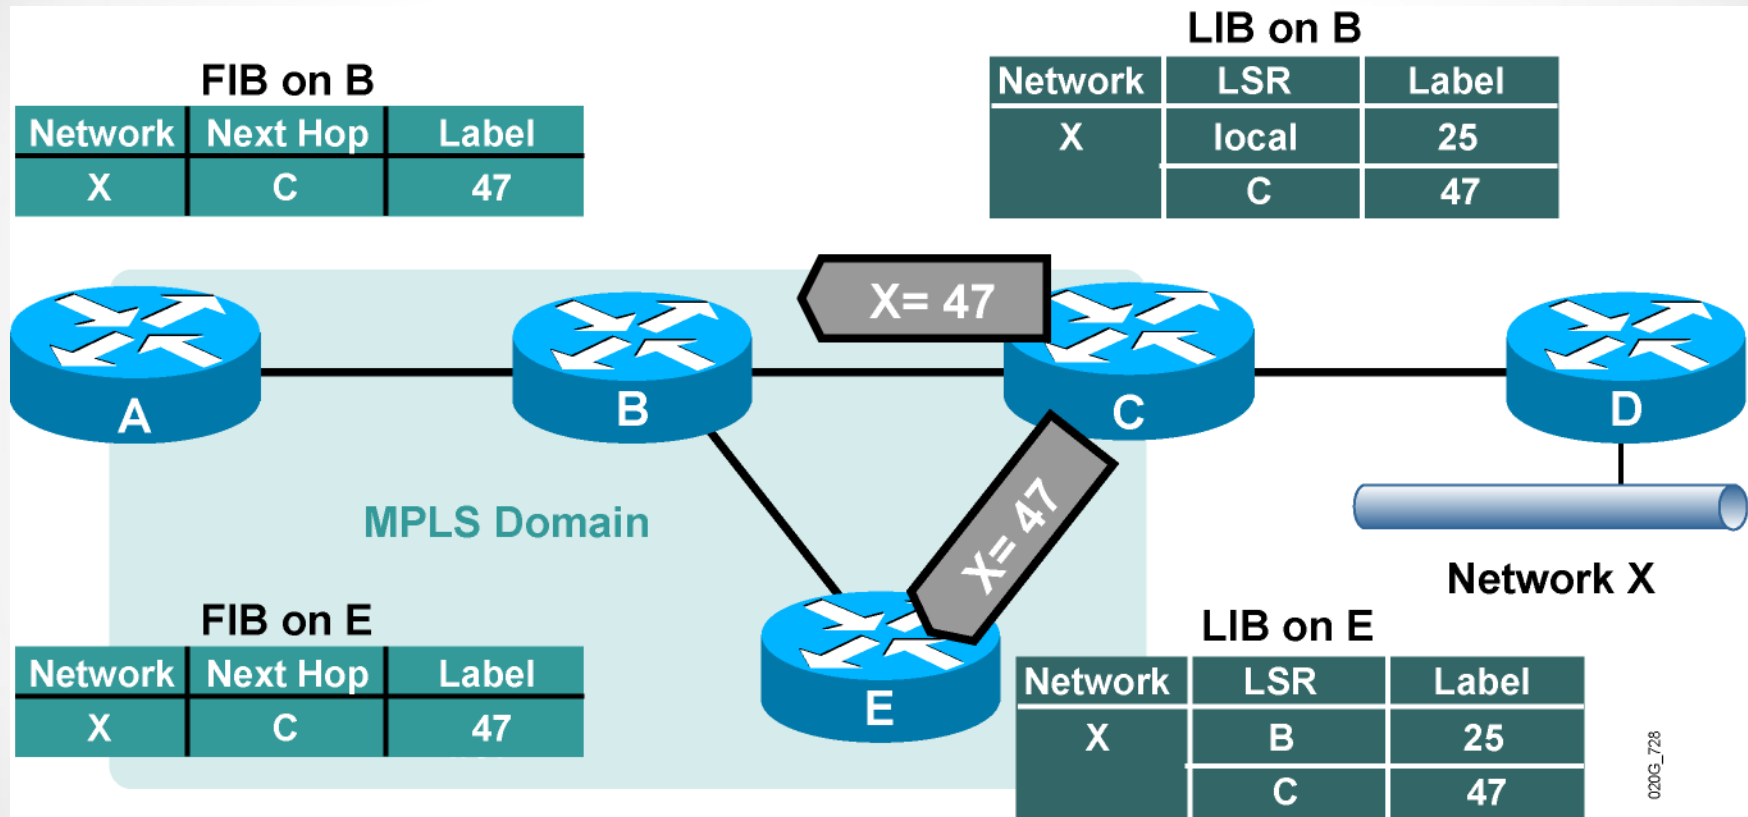 LIB on B
Network LSR Label
X local 25
C 47
FIB on B
Network Next Hop Label
X C 47
X= 47
A
B
C
D
MPLS Domain
X= 47
Network X
E
FIB on E
Network Next Hop Label
X C 47
LIB on E
Network LSR Label
X B 25
C 47
020G_728